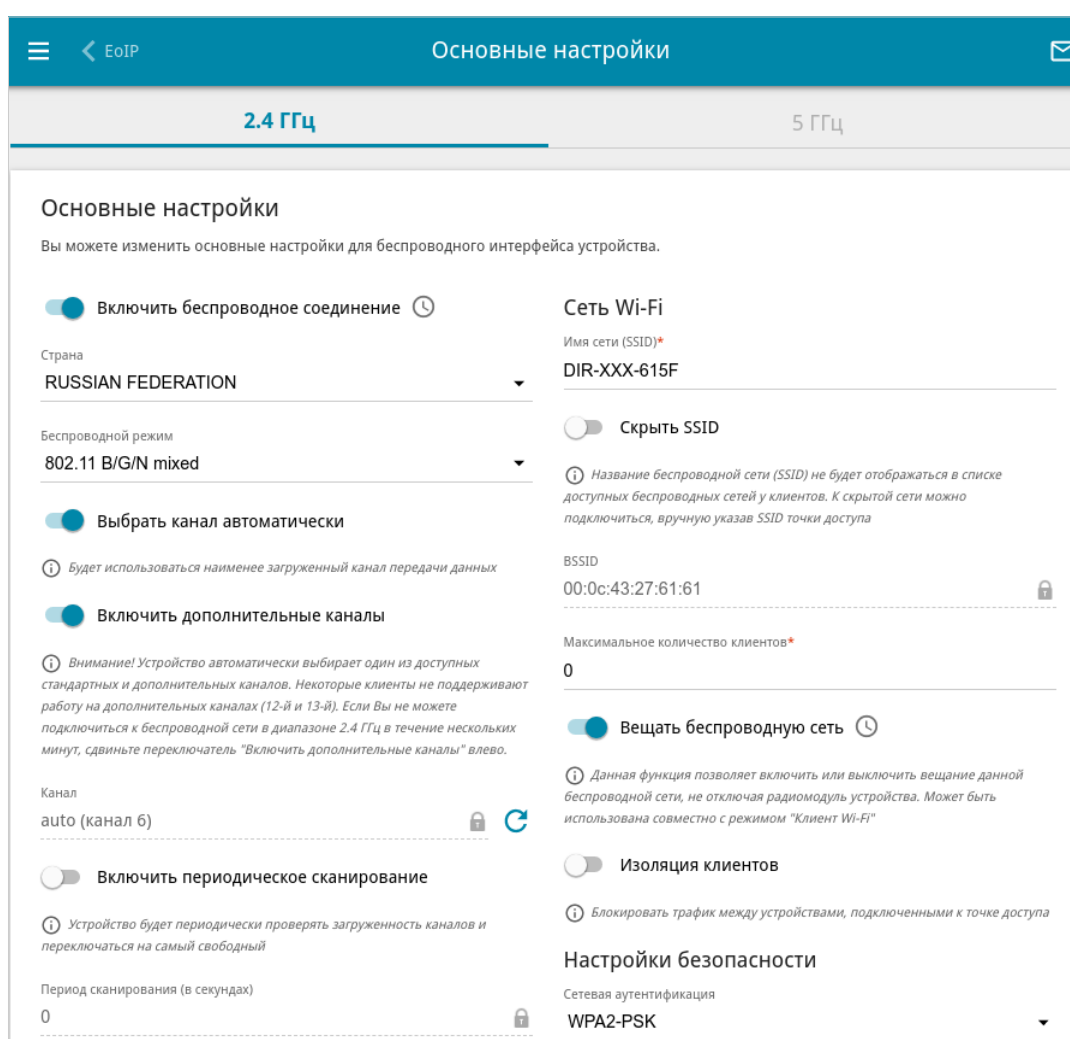 EoIP
Основные настройки
2.4 ГГц
5 ГГц
Основные настройки
Вы можете изменить основные настройки для беспроводного интерфейса устройства.
Включить беспроводное соединение
Страна
RUSSIAN FEDERATION
Беспроводной режим
802.11 B/G/N mixed
Выбрать канал автоматически
Будет использоваться наименее загруженный канал передачи данных
Включить дополнительные каналы
Внимание! Устройство автоматически выбирает один из доступных
стандартных и дополнительных каналов. Некоторые клиенты не поддерживают
работу на дополнительных каналах (12-й и 13-й). Если Вы не можете
подключиться к беспроводной сети в диапазоне 2.4 ГГц в течение нескольких
минут, сдвиньте переключатель "Включить дополнительные каналы" влево.
Канал
auto (канал 6)
Включить периодическое сканирование
Устройство будет периодически проверять загруженность каналов и
переключаться на самый свободный
Период сканирования (в секундах)
0
Сеть Wi-Fi
Имя сети (SSID)*
DIR-XXX-615F
Скрыть SSID
Название беспроводной сети (SSID) не будет отображаться в списке
доступных беспроводных сетей у клиентов. К скрытой сети можно
подключиться, вручную указав SSID точки доступа
BSSID
00:0c:43:27:61:61
Максимальное количество клиентов*
0
Вещать беспроводную сеть
Данная функция позволяет включить или выключить вещание данной
беспроводной сети, не отключая радиомодуль устройства. Может быть
использована совместно с режимом "Клиент Wi-Fi"
Изоляция клиентов
Блокировать трафик между устройствами, подключенными к точке доступа
Настройки безопасности
Сетевая аутентификация
WPA2-PSK